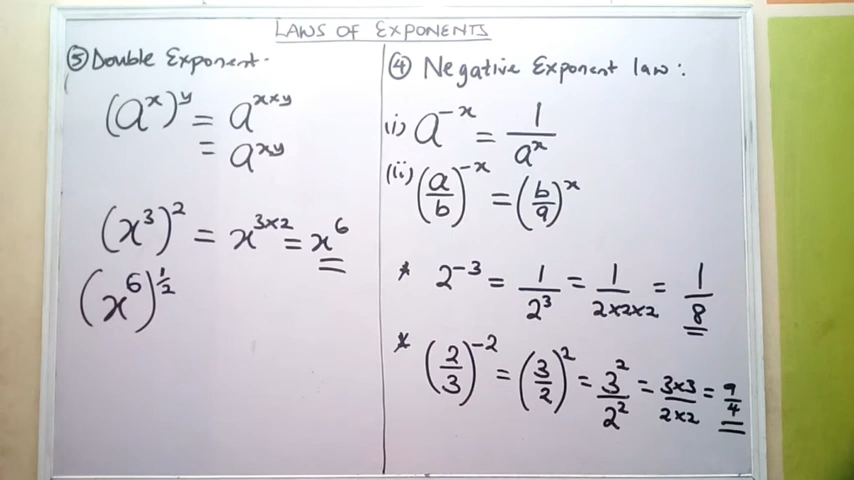 LAWS OF EXPONENTS
⑤ Double Exponent.
(a^x)^y = a^{x×y}
= a^{xy}
(x^3)^2 = x^{3×2} = x^6
(x^6)^{1/2}
④ Negative Exponent law:
(i) a^{-x} = 1/a^x
(ii) (a/b)^{-x} = (b/a)^x
* 2^{-3} = 1/2^3 = 1/2×2×2 = 1/8
* (2/3)^{-2} = (3/2)^2 = 3^2/2^2 = 3×3/2×2 = 9/4